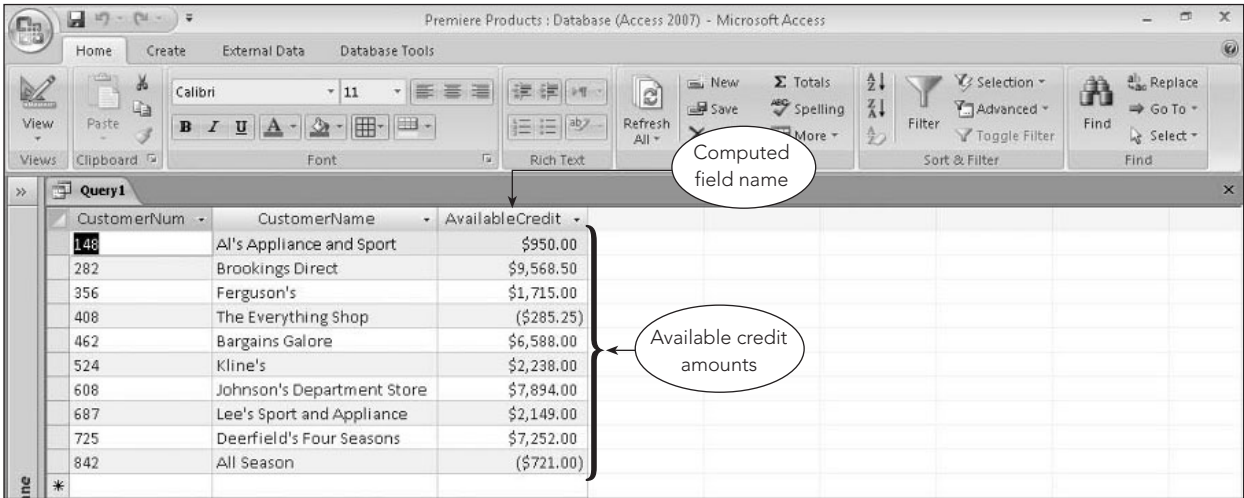 Premiere Products : Database (Access 2007) - Microsoft Access
Home Create External Data Database Tools
View
Views
Paste
Clipboard
Calibri 11
B I U A
Font
ab
Rich Text
Refresh All
New
Save
Σ Totals
ABC Spelling
More
A Z
Z A
A Z
Filter
Selection
Advanced
Toggle Filter
Sort & Filter
Find
Replace
Go To
Select
Find
Computed
field name
» Query1 x
CustomerNum CustomerName AvailableCredit
148 Al's Appliance and Sport $950.00
282 Brookings Direct $9,568.50
356 Ferguson's $1,715.00
408 The Everything Shop ($285.25)
462 Bargains Galore $6,588.00
524 Kline's $2,238.00
608 Johnson's Department Store $7,894.00
687 Lee's Sport and Appliance $2,149.00
725 Deerfield's Four Seasons $7,252.00
842 All Season ($721.00)
*
Available credit
amounts